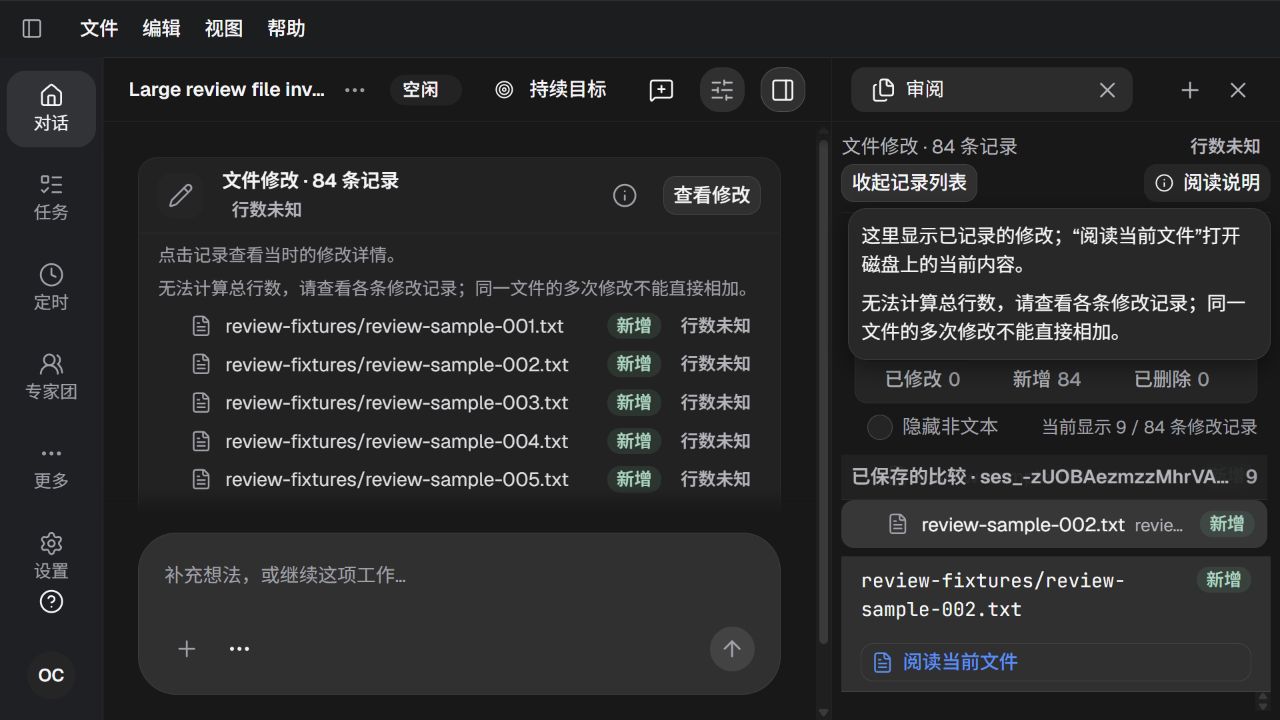 文件 编辑 视图 帮助
对话
任务
定时
专家团
更多
设置
OC
Large review file inv... 空闲 持续目标
文件修改 · 84 条记录
行数未知
查看修改
点击记录查看当时的修改详情。
无法计算总行数，请查看各条修改记录；同一文件的多次修改不能直接相加。
review-fixtures/review-sample-001.txt 新增 行数未知
review-fixtures/review-sample-002.txt 新增 行数未知
review-fixtures/review-sample-003.txt 新增 行数未知
review-fixtures/review-sample-004.txt 新增 行数未知
review-fixtures/review-sample-005.txt 新增 行数未知
补充想法，或继续这项工作...
审阅
文件修改 · 84 条记录 行数未知
收起记录列表 阅读说明
这里显示已记录的修改；“阅读当前文件”打开
磁盘上的当前内容。
无法计算总行数，请查看各条修改记录；同一
文件的多次修改不能直接相加。
已修改 0 新增 84 已删除 0
隐藏非文本 当前显示 9 / 84 条修改记录
已保存的比较 · ses_-zUOBAezmzzMhrVA... 9
review-sample-002.txt revie... 新增
review-fixtures/review-
sample-002.txt 新增
阅读当前文件